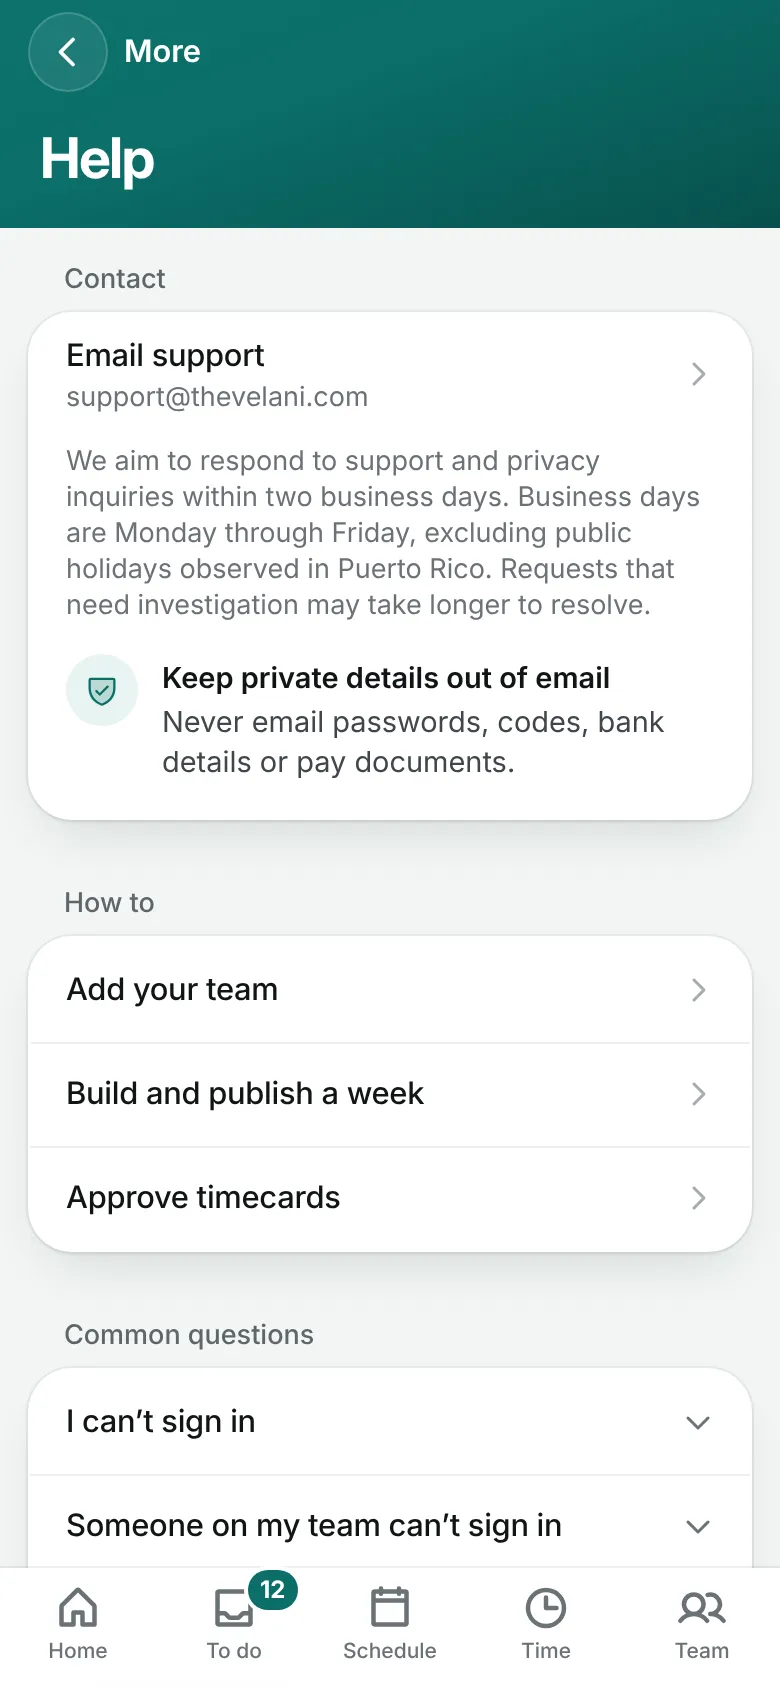 More
Help
Contact
Email support
support@thevelani.com
We aim to respond to support and privacy
inquiries within two business days. Business days
are Monday through Friday, excluding public
holidays observed in Puerto Rico. Requests that
need investigation may take longer to resolve.
Keep private details out of email
Never email passwords, codes, bank
details or pay documents.
How to
Add your team
Build and publish a week
Approve timecards
Common questions
I can’t sign in
Someone on my team can’t sign in
12
Home
To do
Schedule
Time
Team